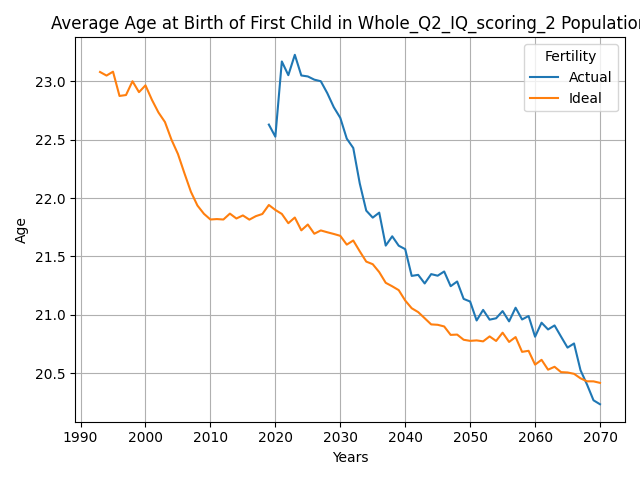 Average Age at Birth of First Child in Whole_Q2_IQ_scoring_2 Population
Fertility
Actual
Ideal
23.0
22.5
22.0
21.5
21.0
20.5
Age
1990 2000 2010 2020 2030 2040 2050 2060 2070
Years